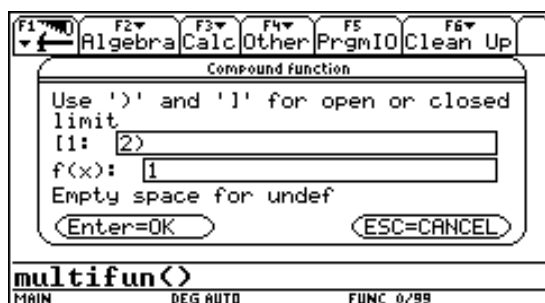 F1 F2 Algebra F3 Calc F4 Other F5 PrgmIO F6 Clean Up
Compound function
Use ')' and ']' for open or closed
limit
[1: 2)
f(x): 1
Empty space for undef
Enter=OK ESC=CANCEL
multifun()
MAIN DEG AUTO FUNC 0/99